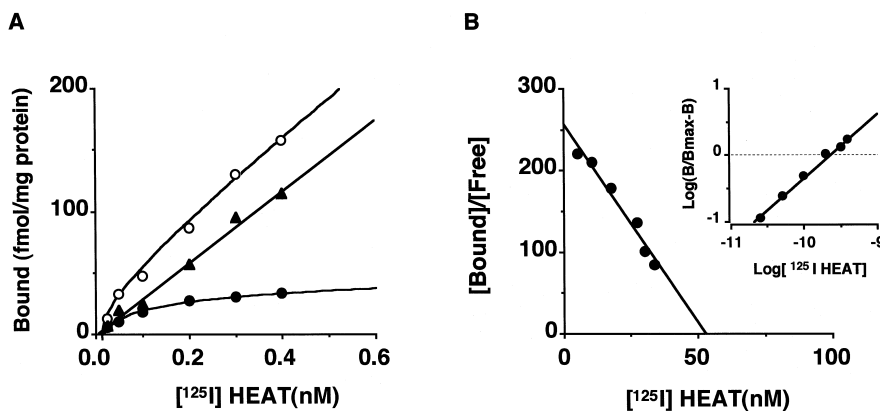 A
Bound (fmol/mg protein)
200
100
0
0.0
0.2
0.4
0.6
[¹²⁵I] HEAT(nM)
B
[Bound]/[Free]
300
200
100
0
0
50
100
[¹²⁵I] HEAT(nM)
Log(B/Bmax-B)
1
0
-1
-11
-10
-9
Log[ ¹²⁵ I HEAT]